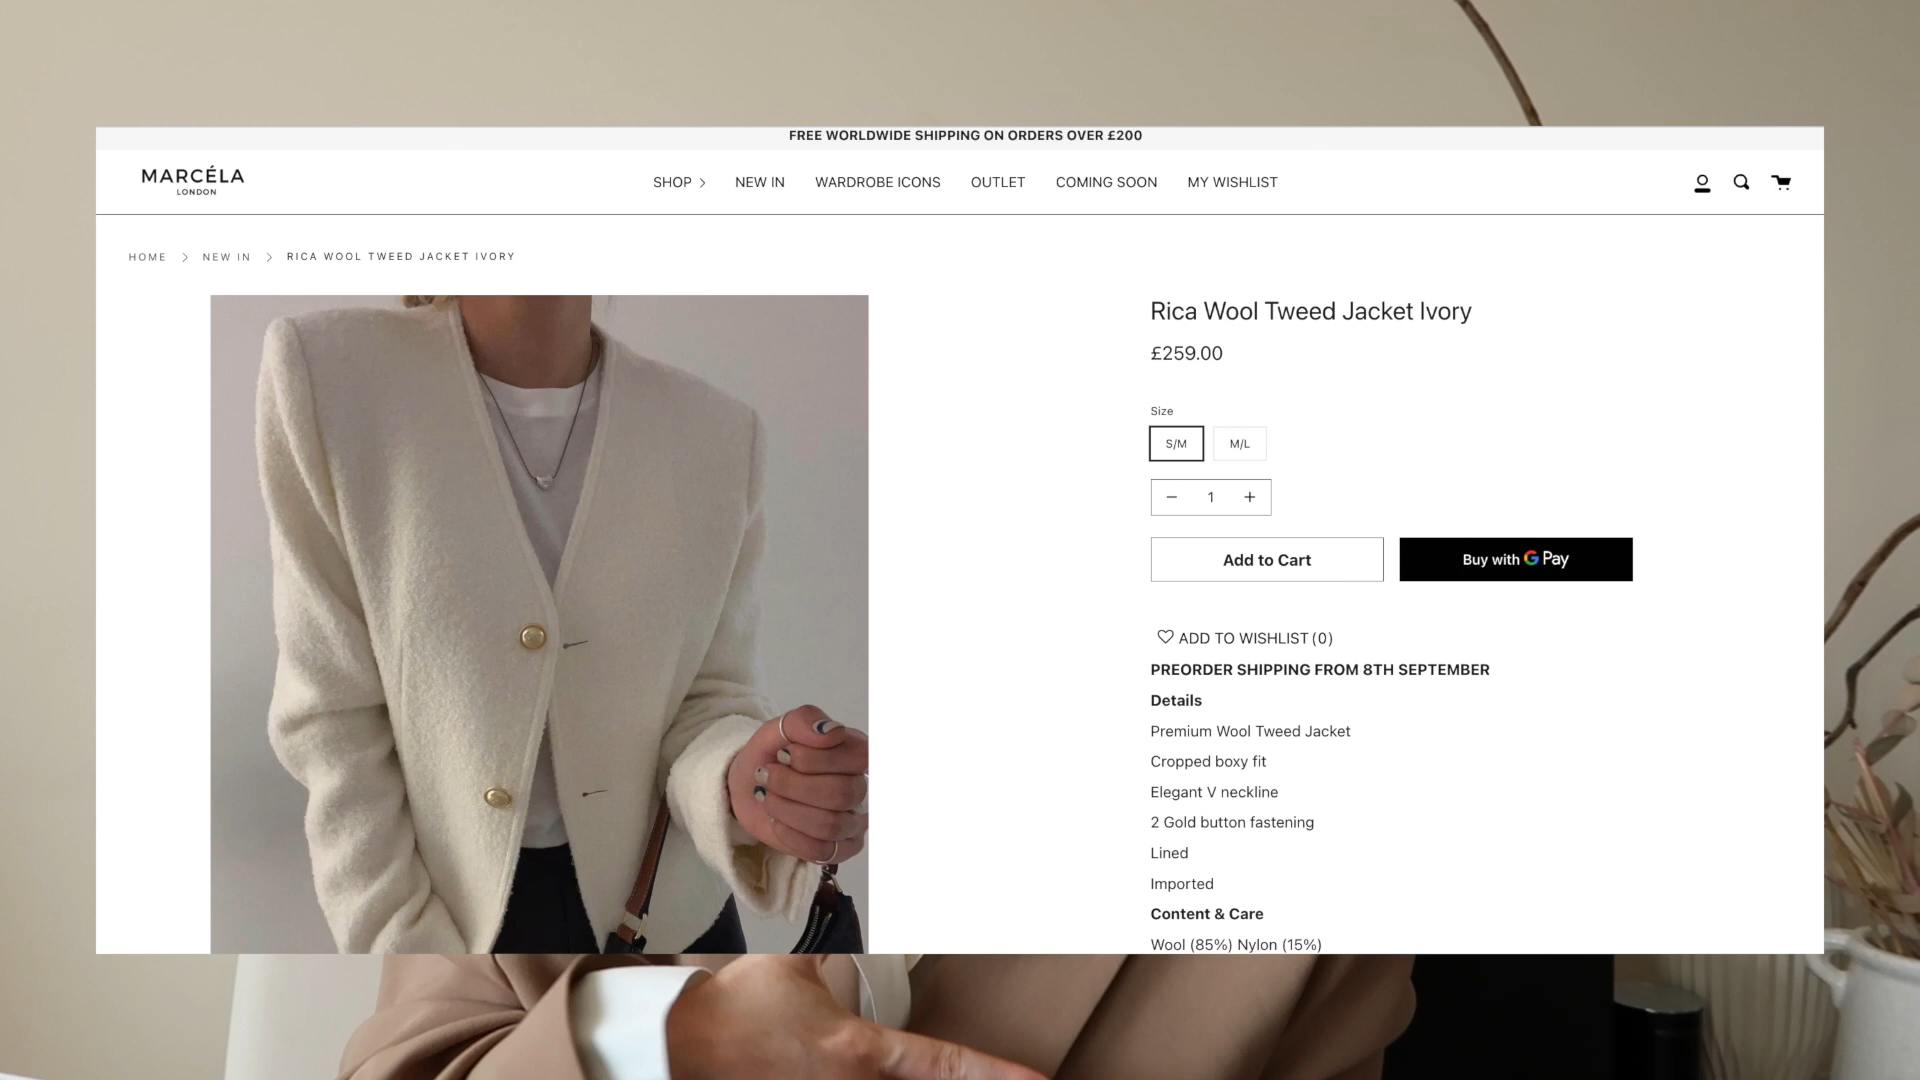 FREE WORLDWIDE SHIPPING ON ORDERS OVER £200
MARCÉLA
LONDON
SHOP NEW IN WARDROBE ICONS OUTLET COMING SOON MY WISHLIST
HOME NEW IN RICA WOOL TWEED JACKET IVORY
Rica Wool Tweed Jacket Ivory
£259.00
Size
S/M M/L
− 1 +
Add to Cart Buy with G Pay
ADD TO WISHLIST (0)
PREORDER SHIPPING FROM 8TH SEPTEMBER
Details
Premium Wool Tweed Jacket
Cropped boxy fit
Elegant V neckline
2 Gold button fastening
Lined
Imported
Content & Care
Wool (85%) Nylon (15%)